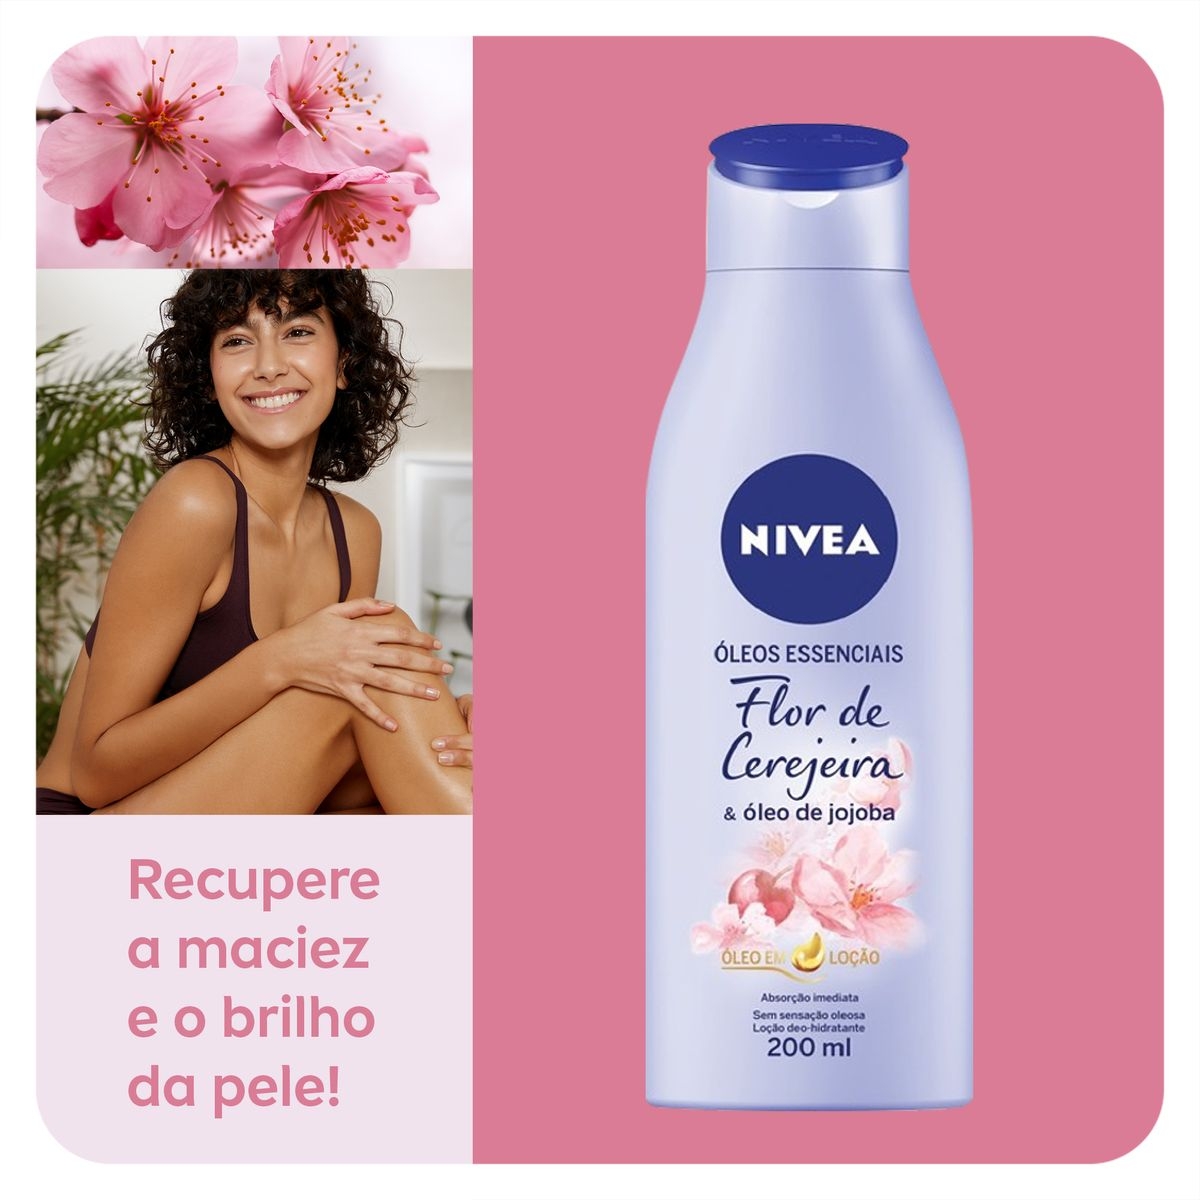 Recupere
a maciez
e o brilho
da pele!
NIVEA
ÓLEOS ESSENCIAIS
Flor de
Cerejeira
& óleo de jojoba
ÓLEO EM LOÇÃO
Absorção imediata
Sem sensação oleosa
Loção deo-hidratante
200 ml